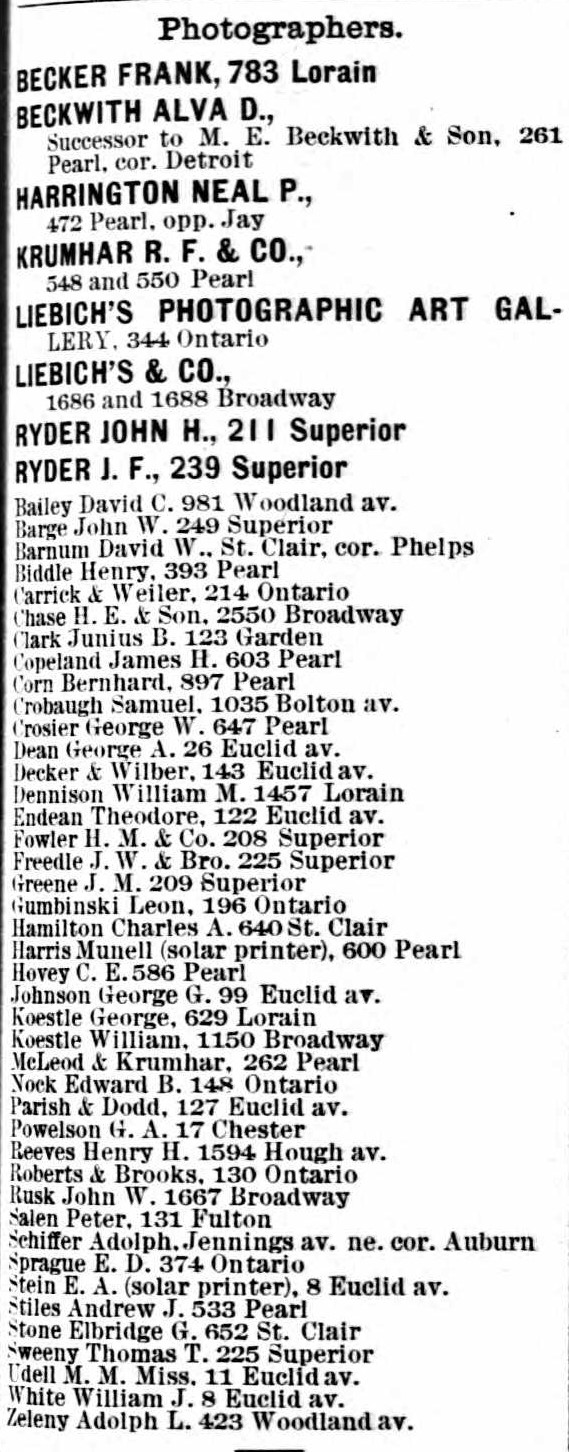 Photographers.
BECKER FRANK, 783 Lorain
BECKWITH ALVA D.,
Successor to M. E. Beckwith & Son, 261
Pearl, cor. Detroit
HARRINGTON NEAL P.,
472 Pearl, opp. Jay
KRUMHAR R. F. & CO.,
548 and 550 Pearl
LIEBICH'S PHOTOGRAPHIC ART GAL-
LERY, 344 Ontario
LIEBICH'S & CO.,
1686 and 1688 Broadway
RYDER JOHN H., 211 Superior
RYDER J. F., 239 Superior
Bailey David C. 981 Woodland av.
Barge John W. 249 Superior
Barnum David W., St. Clair, cor. Phelps
Biddle Henry, 393 Pearl
Carrick & Weiler, 214 Ontario
Chase H. E. & Son, 2550 Broadway
Clark Junius B. 123 Garden
Copeland James H. 603 Pearl
Corn Bernhard, 897 Pearl
Crobaugh Samuel, 1035 Bolton av.
Crosier George W. 647 Pearl
Dean George A. 26 Euclid av.
Decker & Wilber, 143 Euclid av.
Dennison William M. 1457 Lorain
Endean Theodore, 122 Euclid av.
Fowler H. M. & Co. 208 Superior
Freedle J. W. & Bro. 225 Superior
Greene J. M. 209 Superior
Gumbinski Leon, 196 Ontario
Hamilton Charles A. 640 St. Clair
Harris Munell (solar printer), 600 Pearl
Hovey C. E. 586 Pearl
Johnson George G. 99 Euclid av.
Koestle George, 629 Lorain
Koestle William, 1150 Broadway
McLeod & Krumhar, 262 Pearl
Nock Edward B. 148 Ontario
Parish & Dodd, 127 Euclid av.
Powelson G. A. 17 Chester
Reeves Henry H. 1594 Hough av.
Roberts & Brooks, 130 Ontario
Rusk John W. 1667 Broadway
Salen Peter, 131 Fulton
Schiffer Adolph, Jennings av. ne. cor. Auburn
Sprague E. D. 374 Ontario
Stein E. A. (solar printer), 8 Euclid av.
Stiles Andrew J. 533 Pearl
Stone Elbridge G. 652 St. Clair
Sweeny Thomas T. 225 Superior
Udell M. M. Miss, 11 Euclid av.
White William J. 8 Euclid av.
Zeleny Adolph L. 423 Woodland av.